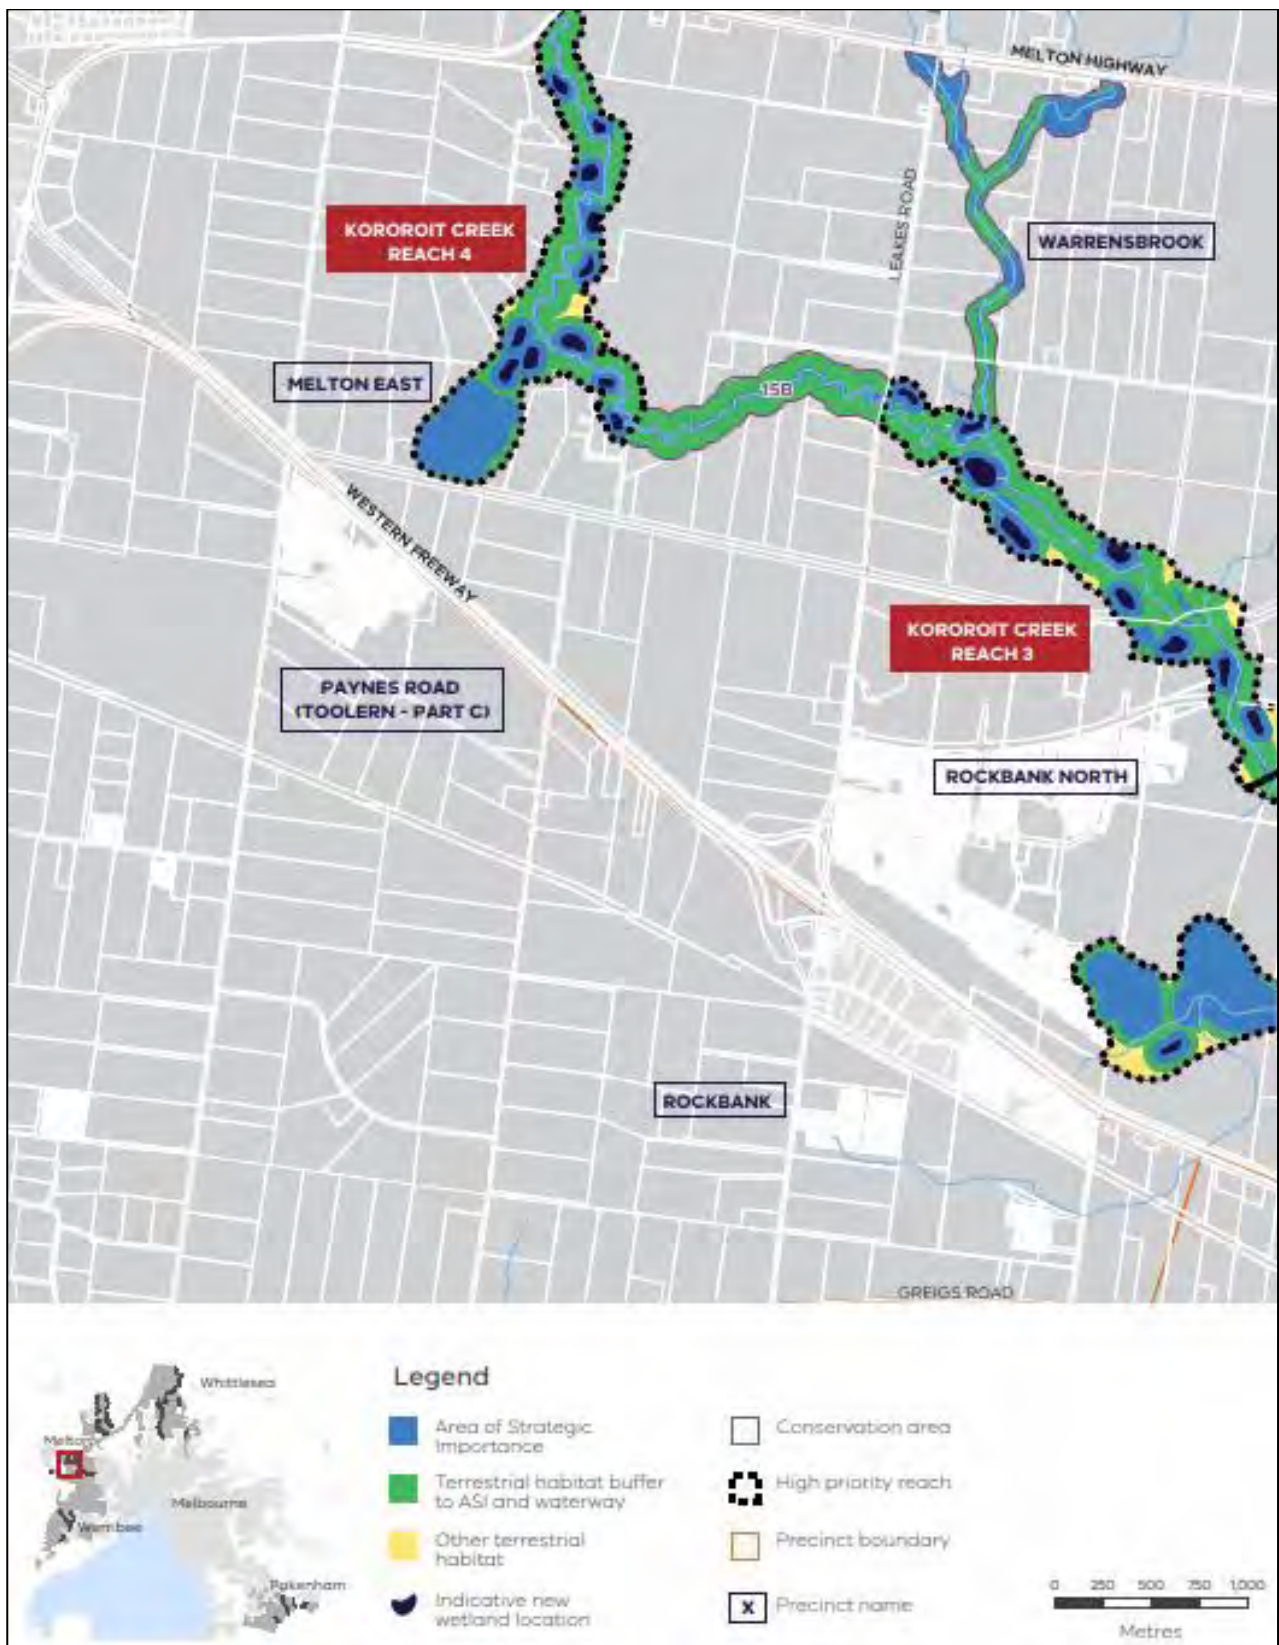 MELTON HIGHWAY
LEAKES ROAD
KOROROIT CREEK
REACH 4
WARRENSBROOK
MELTON EAST
15B
WESTERN FREEWAY
KOROROIT CREEK
REACH 3
PAYNES ROAD
(TOOLERN - PART C)
ROCKBANK NORTH
ROCKBANK
GREIGS ROAD
Whittlesea
Melton
Melbourne
Werribee
Pakenham
Legend
Area of Strategic
Importance
Terrestrial habitat buffer
to ASI and waterway
Other terrestrial
habitat
Indicative new
wetland location
Conservation area
High priority reach
Precinct boundary
X
Precinct name
0 250 500 750 1,000
Metres